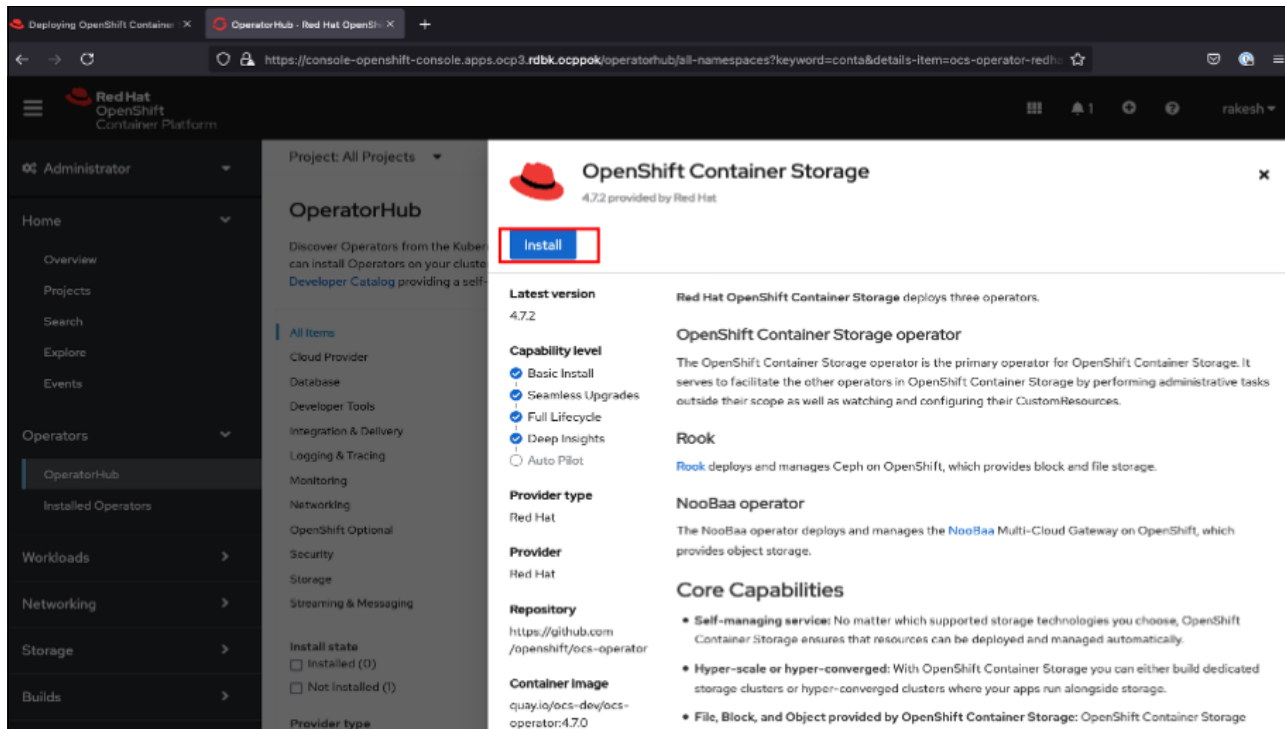 Deploying OpenShift Container
OperatorHub - Red Hat OpenShi
https://console-openshift-console.apps.ocp3.rdbk.ocppok/operatorhub/all-namespaces?keyword=conta&details-item=ocs-operator-redha
Red Hat
OpenShift
Container Platform
1
rakesh
Administrator
Home
Overview
Projects
Search
Explore
Events
Operators
OperatorHub
Installed Operators
Workloads
Networking
Storage
Builds
Project: All Projects
OperatorHub
Discover Operators from the Kuber
can install Operators on your cluste
Developer Catalog providing a self-
All Items
Cloud Provider
Database
Developer Tools
Integration & Delivery
Logging & Tracing
Monitoring
Networking
OpenShift Optional
Security
Storage
Streaming & Messaging
Install state
Installed (0)
Not Installed (1)
Provider type
OpenShift Container Storage
4.7.2 provided by Red Hat
Install
Latest version
4.7.2
Capability level
Basic Install
Seamless Upgrades
Full Lifecycle
Deep Insights
Auto Pilot
Provider type
Red Hat
Provider
Red Hat
Repository
https://github.com
/openshift/ocs-operator
Container image
quay.io/ocs-dev/ocs-
operator:4.7.0
Red Hat OpenShift Container Storage deploys three operators.
OpenShift Container Storage operator
The OpenShift Container Storage operator is the primary operator for OpenShift Container Storage. It
serves to facilitate the other operators in OpenShift Container Storage by performing administrative tasks
outside their scope as well as watching and configuring their CustomResources.
Rook
Rook deploys and manages Ceph on OpenShift, which provides block and file storage.
NooBaa operator
The NooBaa operator deploys and manages the NooBaa Multi-Cloud Gateway on OpenShift, which
provides object storage.
Core Capabilities
• Self-managing service: No matter which supported storage technologies you choose, OpenShift
Container Storage ensures that resources can be deployed and managed automatically.
• Hyper-scale or hyper-converged: With OpenShift Container Storage you can either build dedicated
storage clusters or hyper-converged clusters where your apps run alongside storage.
• File, Block, and Object provided by OpenShift Container Storage: OpenShift Container Storage